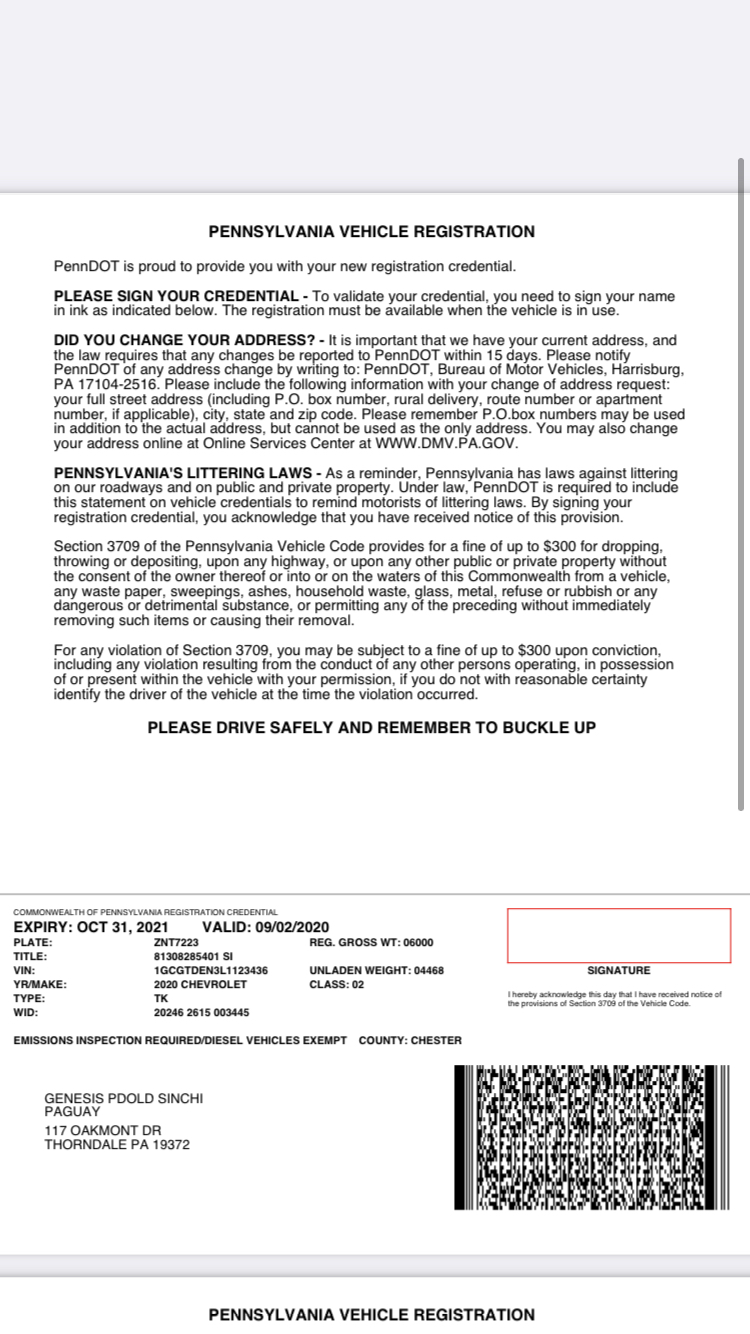 PENNSYLVANIA VEHICLE REGISTRATION
PennDOT is proud to provide you with your new registration credential.
PLEASE SIGN YOUR CREDENTIAL - To validate your credential, you need to sign your name
in ink as indicated below. The registration must be available when the vehicle is in use.
DID YOU CHANGE YOUR ADDRESS? - It is important that we have your current address, and
the law requires that any changes be reported to PennDOT within 15 days. Please notify
PennDOT of any address change by writing to: PennDOT, Bureau of Motor Vehicles, Harrisburg,
PA 17104-2516. Please include the following information with your change of address request:
your full street address (including P.O. box number, rural delivery, route number or apartment
number, if applicable), city, state and zip code. Please remember P.O.box numbers may be used
in addition to the actual address, but cannot be used as the only address. You may also change
your address online at Online Services Center at WWW.DMV.PA.GOV.
PENNSYLVANIA'S LITTERING LAWS - As a reminder, Pennsylvania has laws against littering
on our roadways and on public and private property. Under law, PennDOT is required to include
this statement on vehicle credentials to remind motorists of littering laws. By signing your
registration credential, you acknowledge that you have received notice of this provision.
Section 3709 of the Pennsylvania Vehicle Code provides for a fine of up to $300 for dropping,
throwing or depositing, upon any highway, or upon any other public or private property without
the consent of the owner thereof or into or on the waters of this Commonwealth from a vehicle,
any waste paper, sweepings, ashes, household waste, glass, metal, refuse or rubbish or any
dangerous or detrimental substance, or permitting any of the preceding without immediately
removing such items or causing their removal.
For any violation of Section 3709, you may be subject to a fine of up to $300 upon conviction,
including any violation resulting from the conduct of any other persons operating, in possession
of or present within the vehicle with your permission, if you do not with reasonable certainty
identify the driver of the vehicle at the time the violation occurred.
PLEASE DRIVE SAFELY AND REMEMBER TO BUCKLE UP
COMMONWEALTH OF PENNSYLVANIA REGISTRATION CREDENTIAL
EXPIRY: OCT 31, 2021 VALID: 09/02/2020
PLATE: ZNT7223 REG. GROSS WT: 06000
TITLE: 81308285401 SI
VIN: 1GCGTDEN3L1123436 UNLADEN WEIGHT: 04468
YR/MAKE: 2020 CHEVROLET CLASS: 02
TYPE: TK
WID: 20246 2615 003445
SIGNATURE
I hereby acknowledge this day that I have received notice of
the provisions of Section 3709 of the Vehicle Code.
EMISSIONS INSPECTION REQUIRED/DIESEL VEHICLES EXEMPT COUNTY: CHESTER
GENESIS PDOLD SINCHI
PAGUAY
117 OAKMONT DR
THORNDALE PA 19372
PENNSYLVANIA VEHICLE REGISTRATION